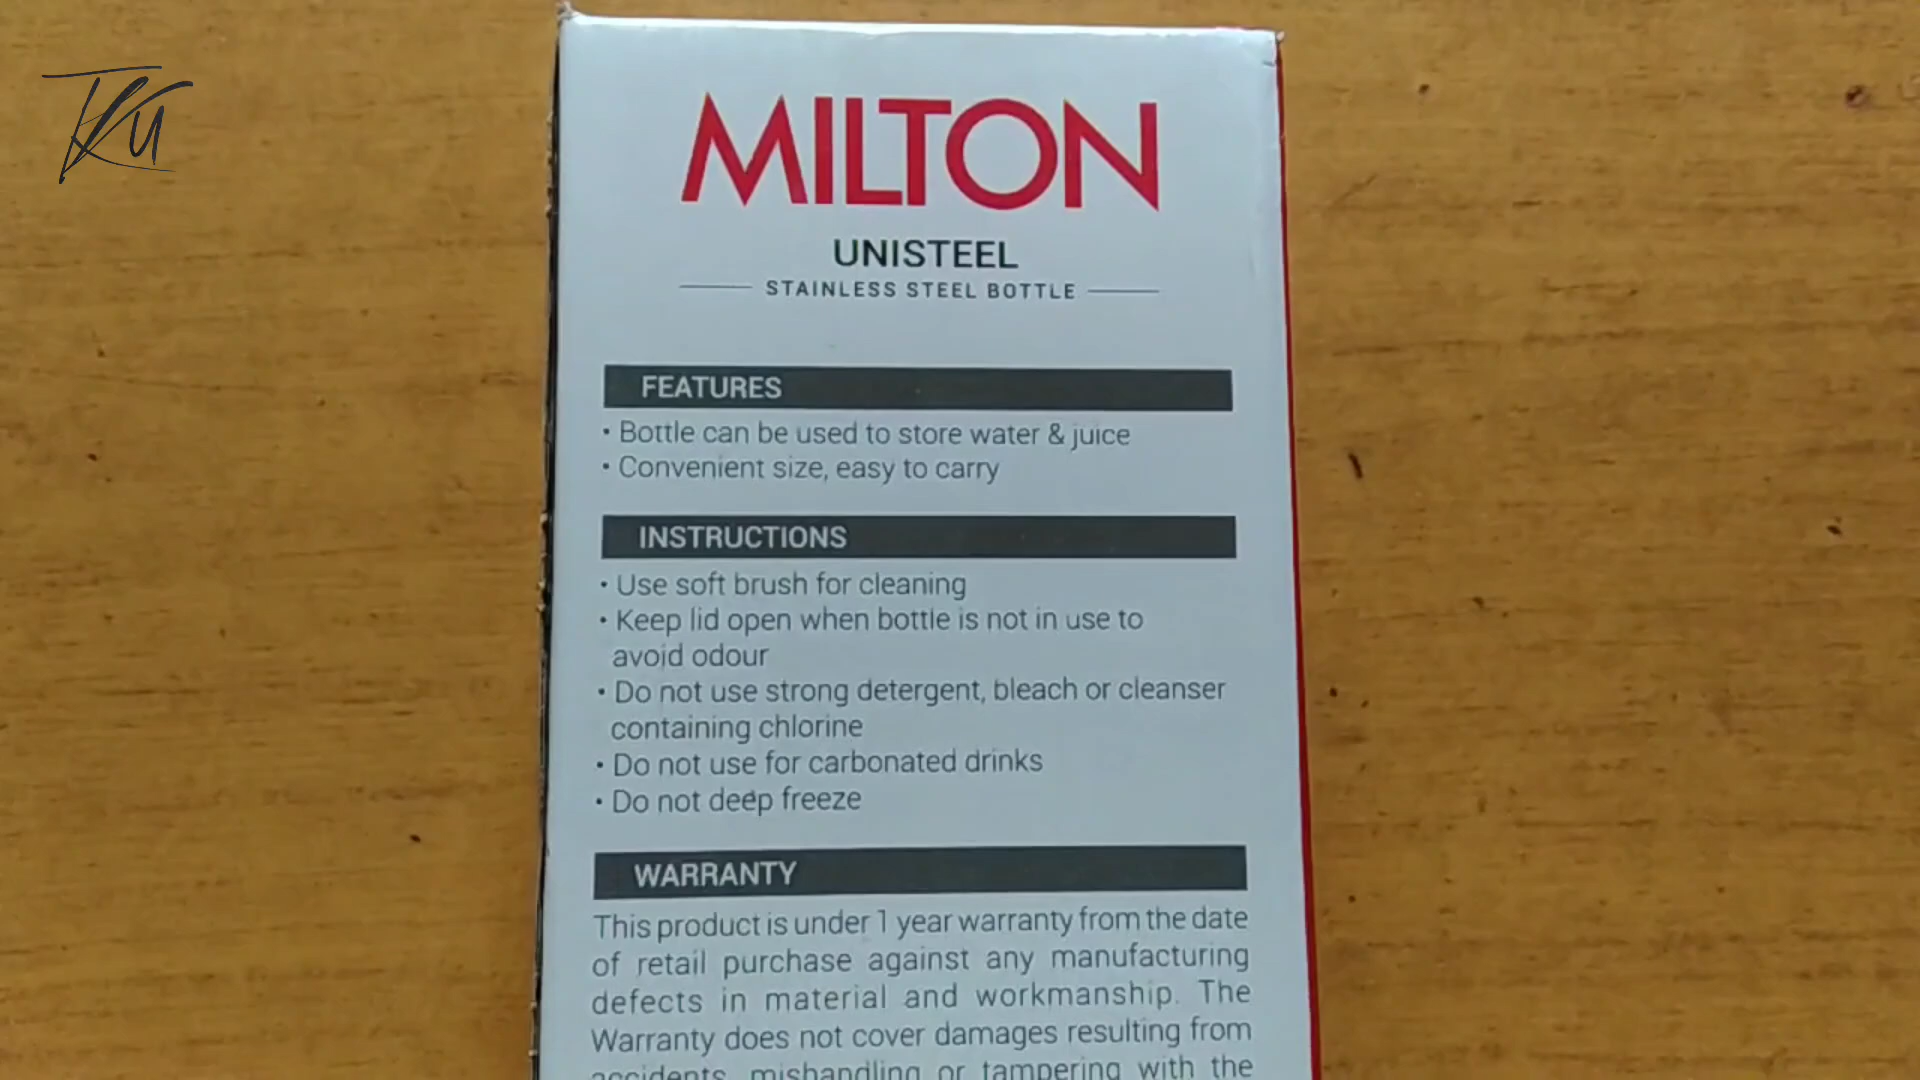 TKU
MILTON
UNISTEEL
STAINLESS STEEL BOTTLE
FEATURES
• Bottle can be used to store water & juice
• Convenient size, easy to carry
INSTRUCTIONS
• Use soft brush for cleaning
• Keep lid open when bottle is not in use to
avoid odour
• Do not use strong detergent, bleach or cleanser
containing chlorine
• Do not use for carbonated drinks
• Do not deep freeze
WARRANTY
This product is under 1 year warranty from the date
of retail purchase against any manufacturing
defects in material and workmanship. The
Warranty does not cover damages resulting from
accidents, mishandling or tampering with the